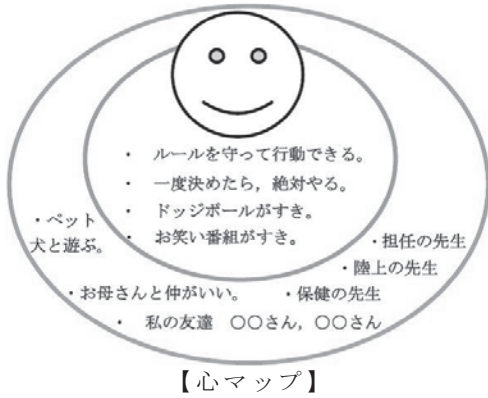 ・ ルールを守って行動できる。
・ 一度決めたら，絶対やる。
・ ドッジボールがすき。
・ お笑い番組がすき。
・ペット
犬と遊ぶ。
・担任の先生
・陸上の先生
・お母さんと仲がいい。
・保健の先生
・ 私の友達 〇〇さん，〇〇さん
【心マップ】